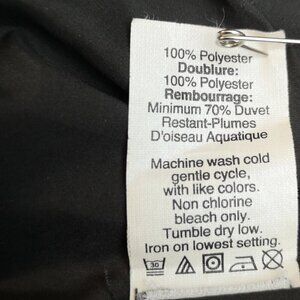 100% Polyester
Doublure:
100% Polyester
Rembourrage:
Minimum 70% Duvet
Restant-Plumes
D'oiseau Aquatique
Machine wash cold
gentle cycle,
with like colors.
Non chlorine
bleach only.
Tumble dry low.
Iron on lowest setting.
30